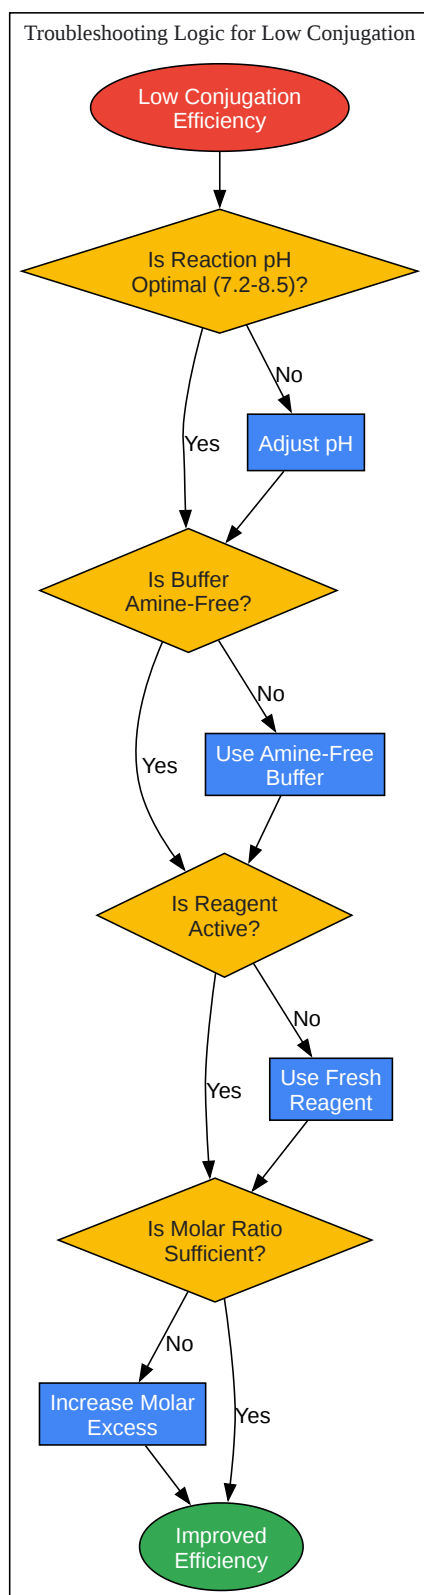 Troubleshooting Logic for Low Conjugation
Low Conjugation
Efficiency
Is Reaction pH
Optimal (7.2-8.5)?
No
Yes
Adjust pH
Is Buffer
Amine-Free?
No
Yes
Use Amine-Free
Buffer
Is Reagent
Active?
No
Yes
Use Fresh
Reagent
Is Molar Ratio
Sufficient?
No
Yes
Increase Molar
Excess
Improved
Efficiency